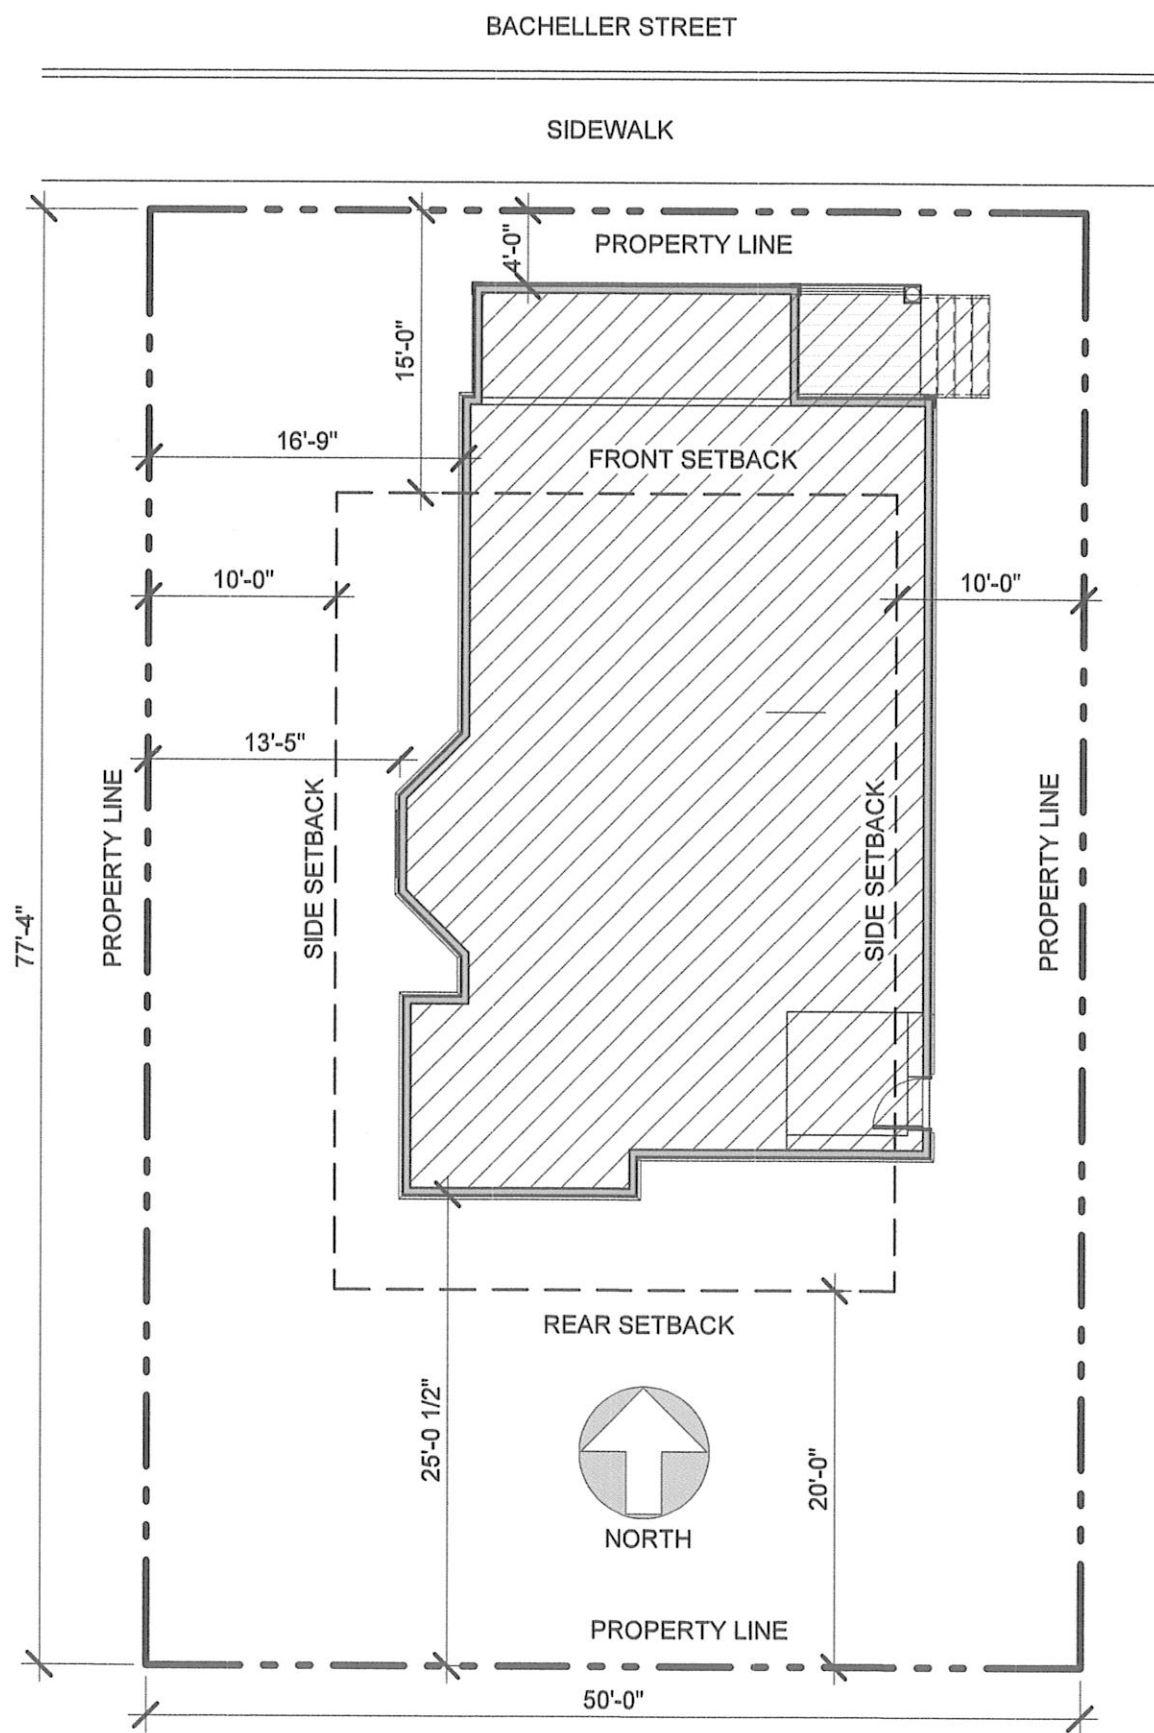 BACHELLER STREET
SIDEWALK
4'-0"
PROPERTY LINE
15'-0"
16'-9"
FRONT SETBACK
10'-0"
10'-0"
13'-5"
PROPERTY LINE
SIDE SETBACK
SIDE SETBACK
PROPERTY LINE
77'-4"
REAR SETBACK
25'-0 1/2"
20'-0"
NORTH
PROPERTY LINE
50'-0"